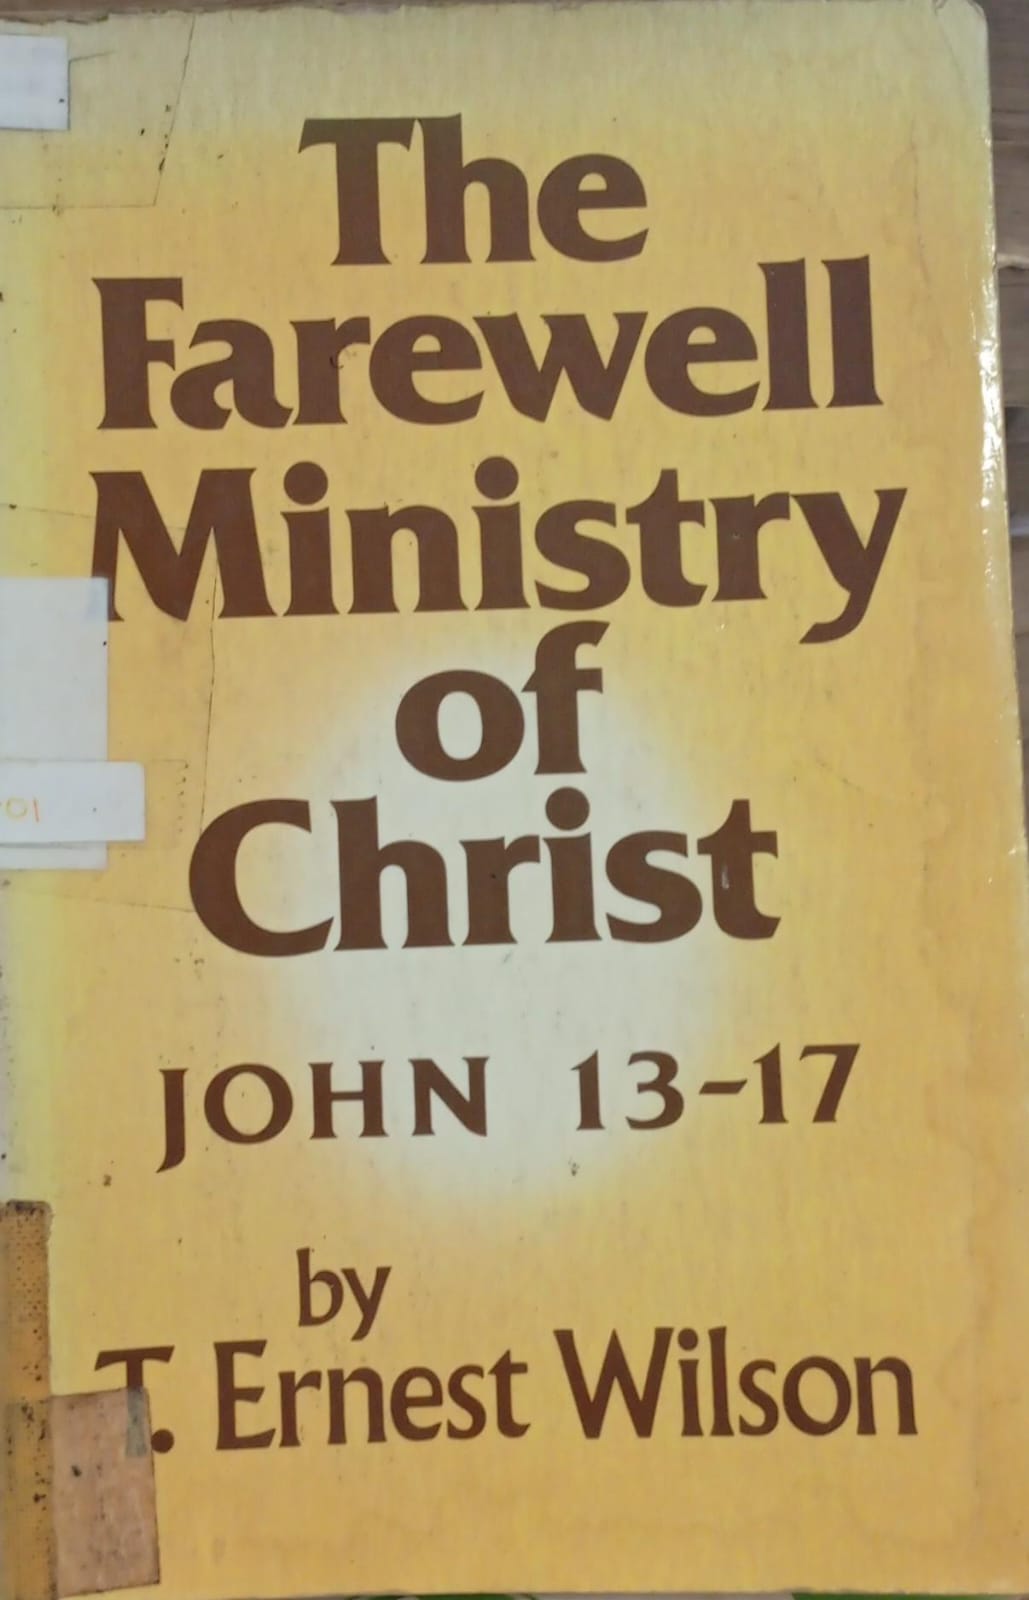 The
Farewell
Ministry
of
Christ
JOHN 13-17
by
T. Ernest Wilson